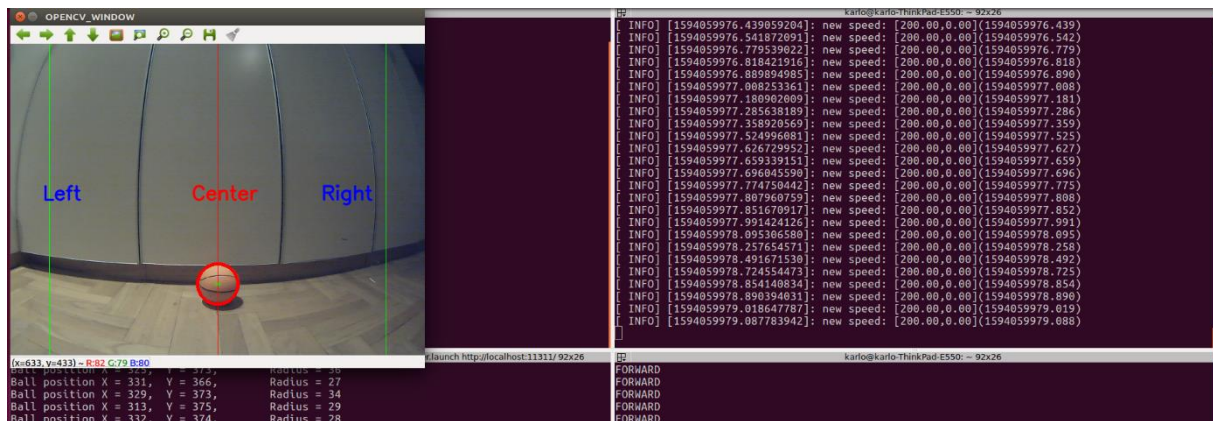 OPENCV_WINDOW
Left Center Right
(x=633, y=433) ~ R:82 G:79 B:80
r.launch http://localhost:11311/ 92x26
Ball position X = 325, Y = 373, Radius = 36
Ball position X = 331, Y = 366, Radius = 27
Ball position X = 329, Y = 373, Radius = 34
Ball position X = 313, Y = 375, Radius = 29
Ball position X = 332, Y = 374, Radius = 28
karlo@karlo-ThinkPad-E550: ~ 92x26
[ INFO] [1594059976.439059204]: new speed: [200.00,0.00](1594059976.439)
[ INFO] [1594059976.541872091]: new speed: [200.00,0.00](1594059976.542)
[ INFO] [1594059976.779539022]: new speed: [200.00,0.00](1594059976.779)
[ INFO] [1594059976.818421916]: new speed: [200.00,0.00](1594059976.818)
[ INFO] [1594059976.889894985]: new speed: [200.00,0.00](1594059976.890)
[ INFO] [1594059977.008253361]: new speed: [200.00,0.00](1594059977.008)
[ INFO] [1594059977.180902009]: new speed: [200.00,0.00](1594059977.181)
[ INFO] [1594059977.285638189]: new speed: [200.00,0.00](1594059977.286)
[ INFO] [1594059977.358920569]: new speed: [200.00,0.00](1594059977.359)
[ INFO] [1594059977.524996081]: new speed: [200.00,0.00](1594059977.525)
[ INFO] [1594059977.626729952]: new speed: [200.00,0.00](1594059977.627)
[ INFO] [1594059977.659339151]: new speed: [200.00,0.00](1594059977.659)
[ INFO] [1594059977.696045590]: new speed: [200.00,0.00](1594059977.696)
[ INFO] [1594059977.774750442]: new speed: [200.00,0.00](1594059977.775)
[ INFO] [1594059977.807960759]: new speed: [200.00,0.00](1594059977.808)
[ INFO] [1594059977.851670917]: new speed: [200.00,0.00](1594059977.852)
[ INFO] [1594059977.991424126]: new speed: [200.00,0.00](1594059977.991)
[ INFO] [1594059978.095306580]: new speed: [200.00,0.00](1594059978.095)
[ INFO] [1594059978.257654571]: new speed: [200.00,0.00](1594059978.258)
[ INFO] [1594059978.491671530]: new speed: [200.00,0.00](1594059978.492)
[ INFO] [1594059978.724554473]: new speed: [200.00,0.00](1594059978.725)
[ INFO] [1594059978.854140834]: new speed: [200.00,0.00](1594059978.854)
[ INFO] [1594059978.890394031]: new speed: [200.00,0.00](1594059978.890)
[ INFO] [1594059979.018647787]: new speed: [200.00,0.00](1594059979.019)
[ INFO] [1594059979.087783942]: new speed: [200.00,0.00](1594059979.088)
karlo@karlo-ThinkPad-E550: ~ 92x26
FORWARD
FORWARD
FORWARD
FORWARD
FORWARD